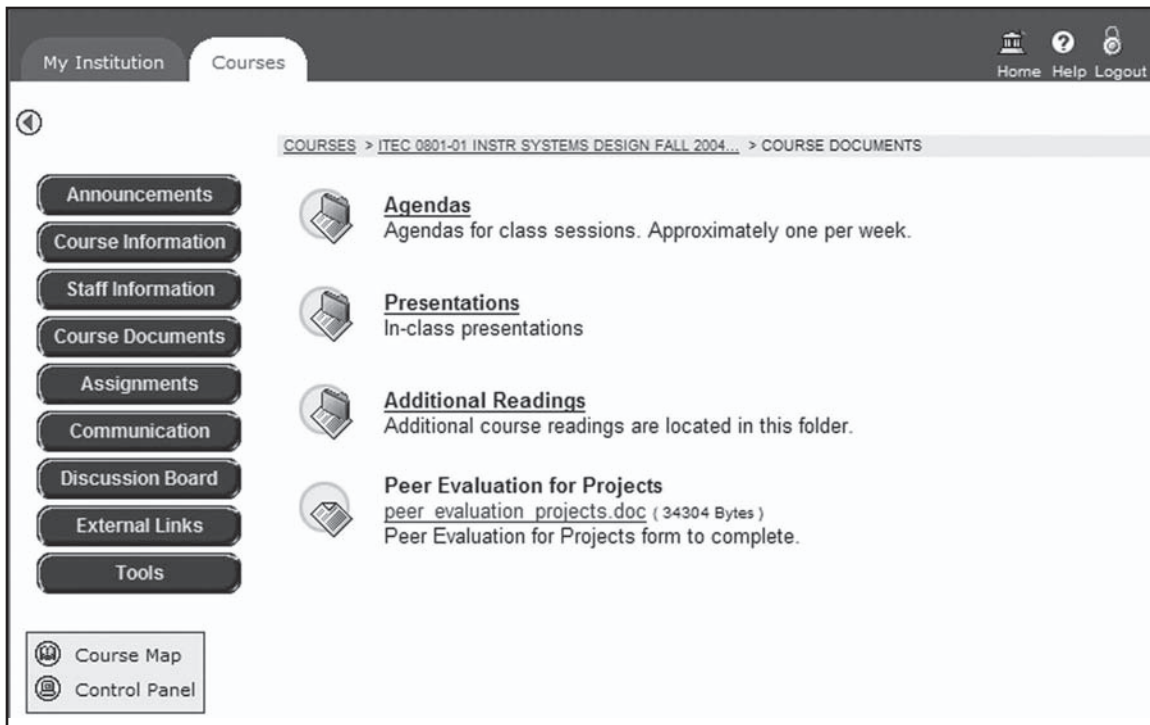 My Institution
Courses
Home Help Logout
COURSES > ITEC 0801-01 INSTR SYSTEMS DESIGN FALL 2004... > COURSE DOCUMENTS
Announcements
Course Information
Staff Information
Course Documents
Assignments
Communication
Discussion Board
External Links
Tools
Course Map
Control Panel
Agendas
Agendas for class sessions. Approximately one per week.
Presentations
In-class presentations
Additional Readings
Additional course readings are located in this folder.
Peer Evaluation for Projects
peer_evaluation_projects.doc ( 34304 Bytes )
Peer Evaluation for Projects form to complete.